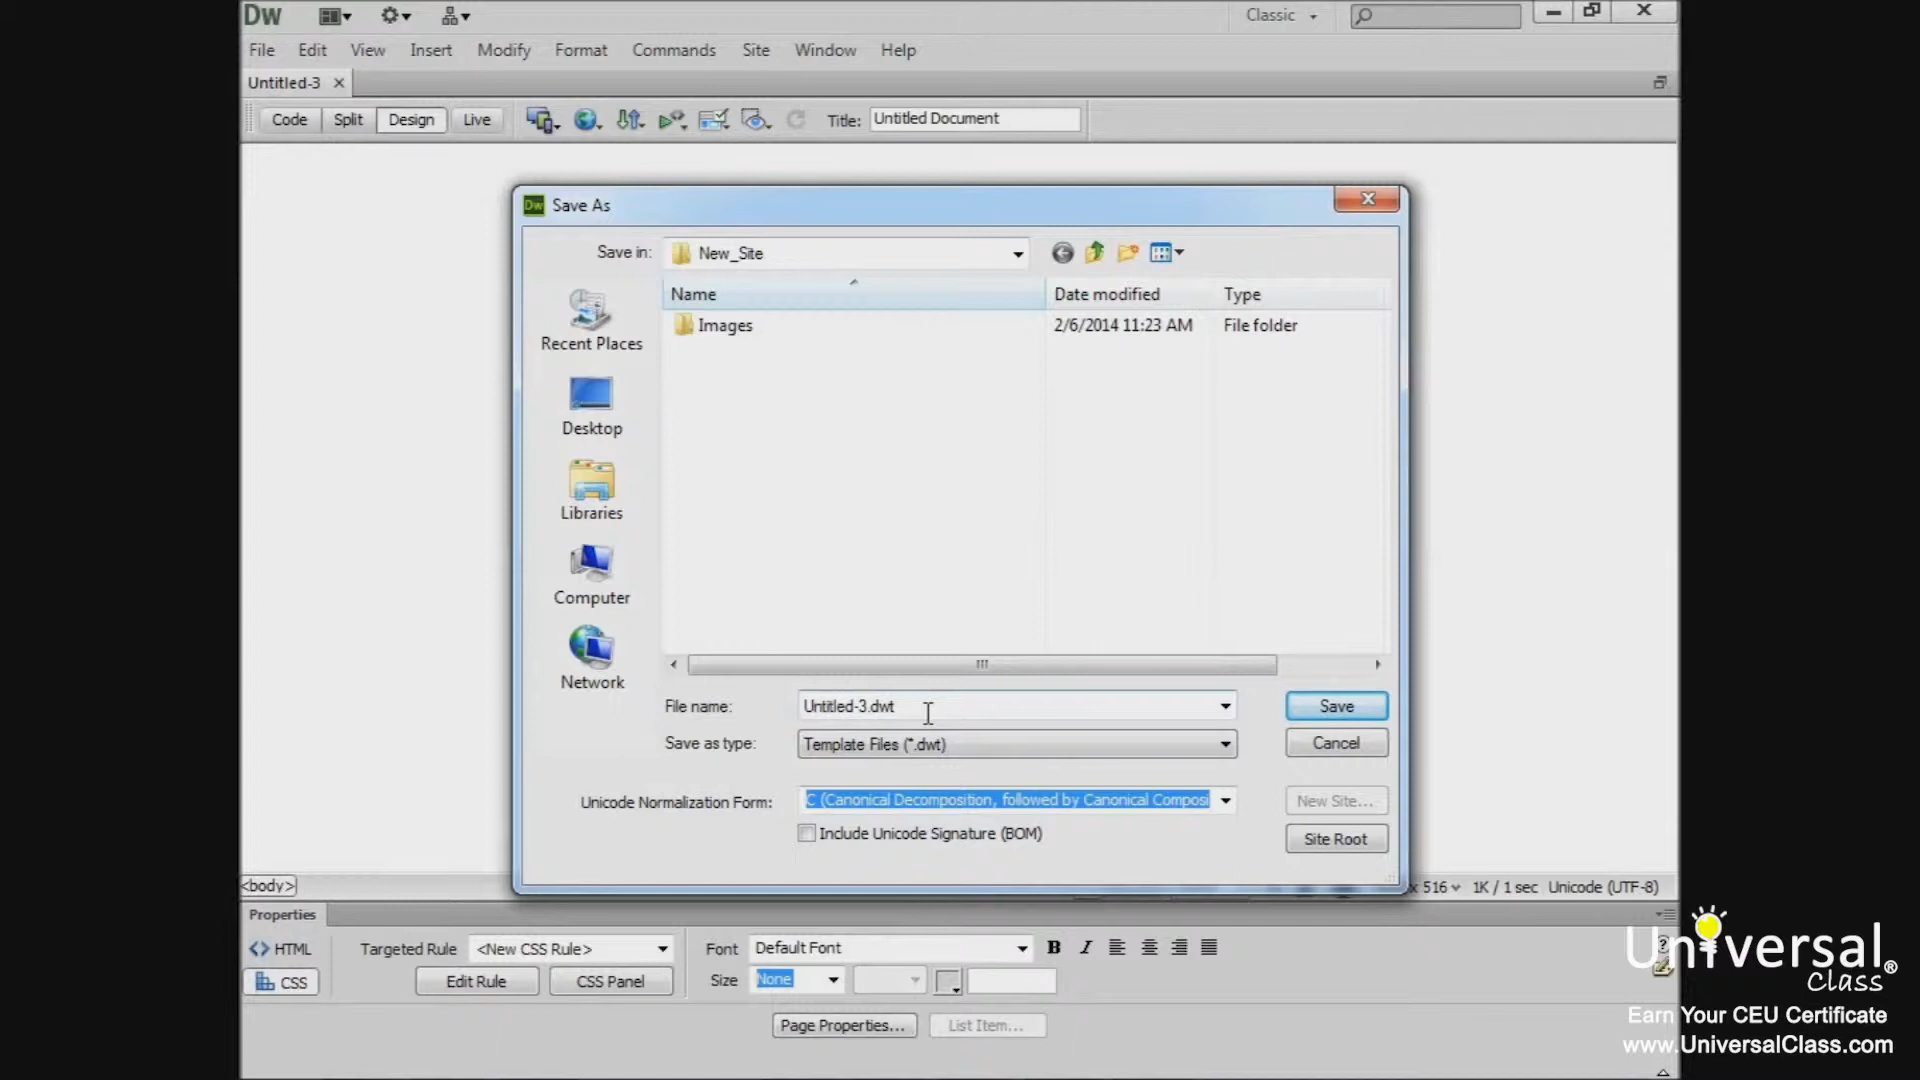 Dw
Classic
File Edit View Insert Modify Format Commands Site Window Help
Untitled-3
Code Split Design Live Title: Untitled Document
Dw Save As
Save in: New_Site
Name Date modified Type
Images 2/6/2014 11:23 AM File folder
Recent Places
Desktop
Libraries
Computer
Network
File name: Untitled-3.dwt Save
Save as type: Template Files (*.dwt) Cancel
Unicode Normalization Form: C (Canonical Decomposition, followed by Canonical Composi New Site...
Include Unicode Signature (BOM) Site Root
<body> x 516 1K / 1 sec Unicode (UTF-8)
Properties
<> HTML Targeted Rule <New CSS Rule> Font Default Font B I
CSS Edit Rule CSS Panel Size None
Page Properties... List Item...
Universal
Class®
Earn Your CEU Certificate
www.UniversalClass.com